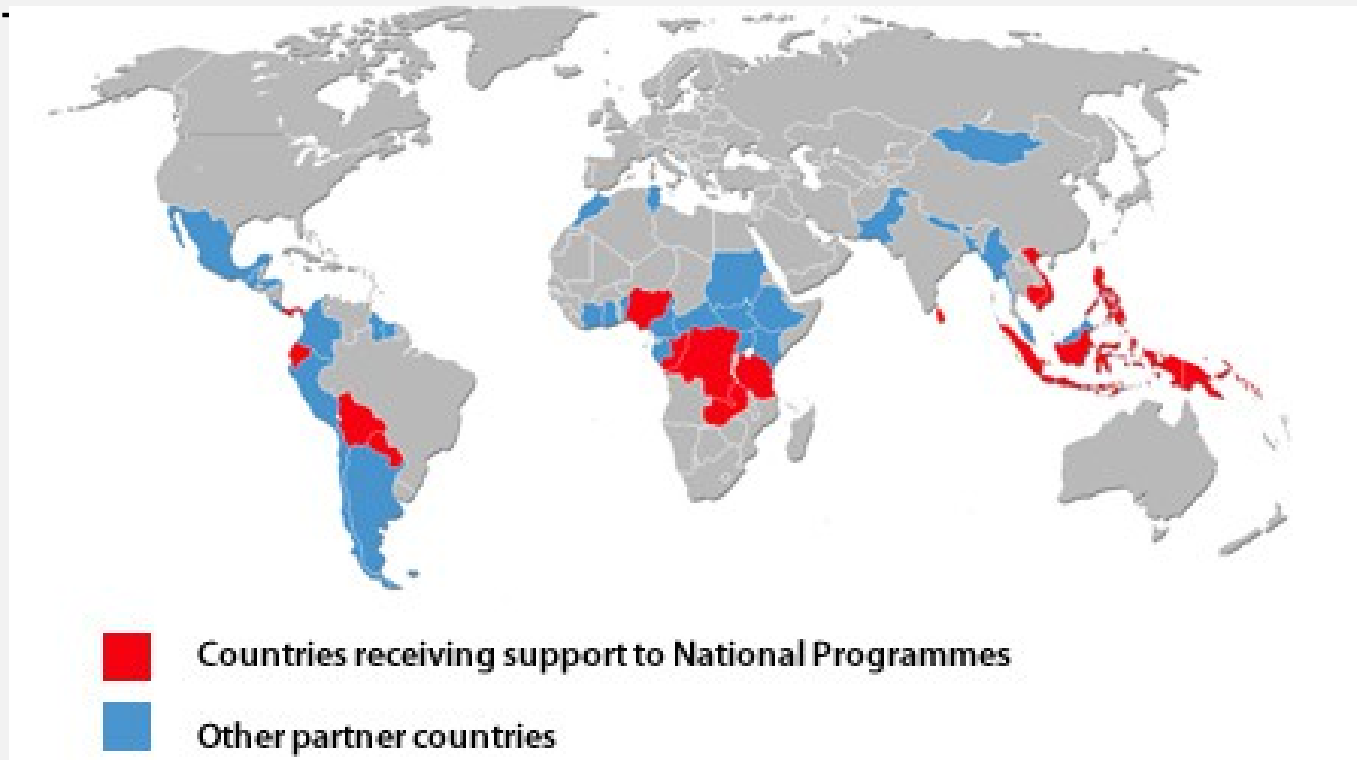 Countries receiving support to National Programmes
Other partner countries